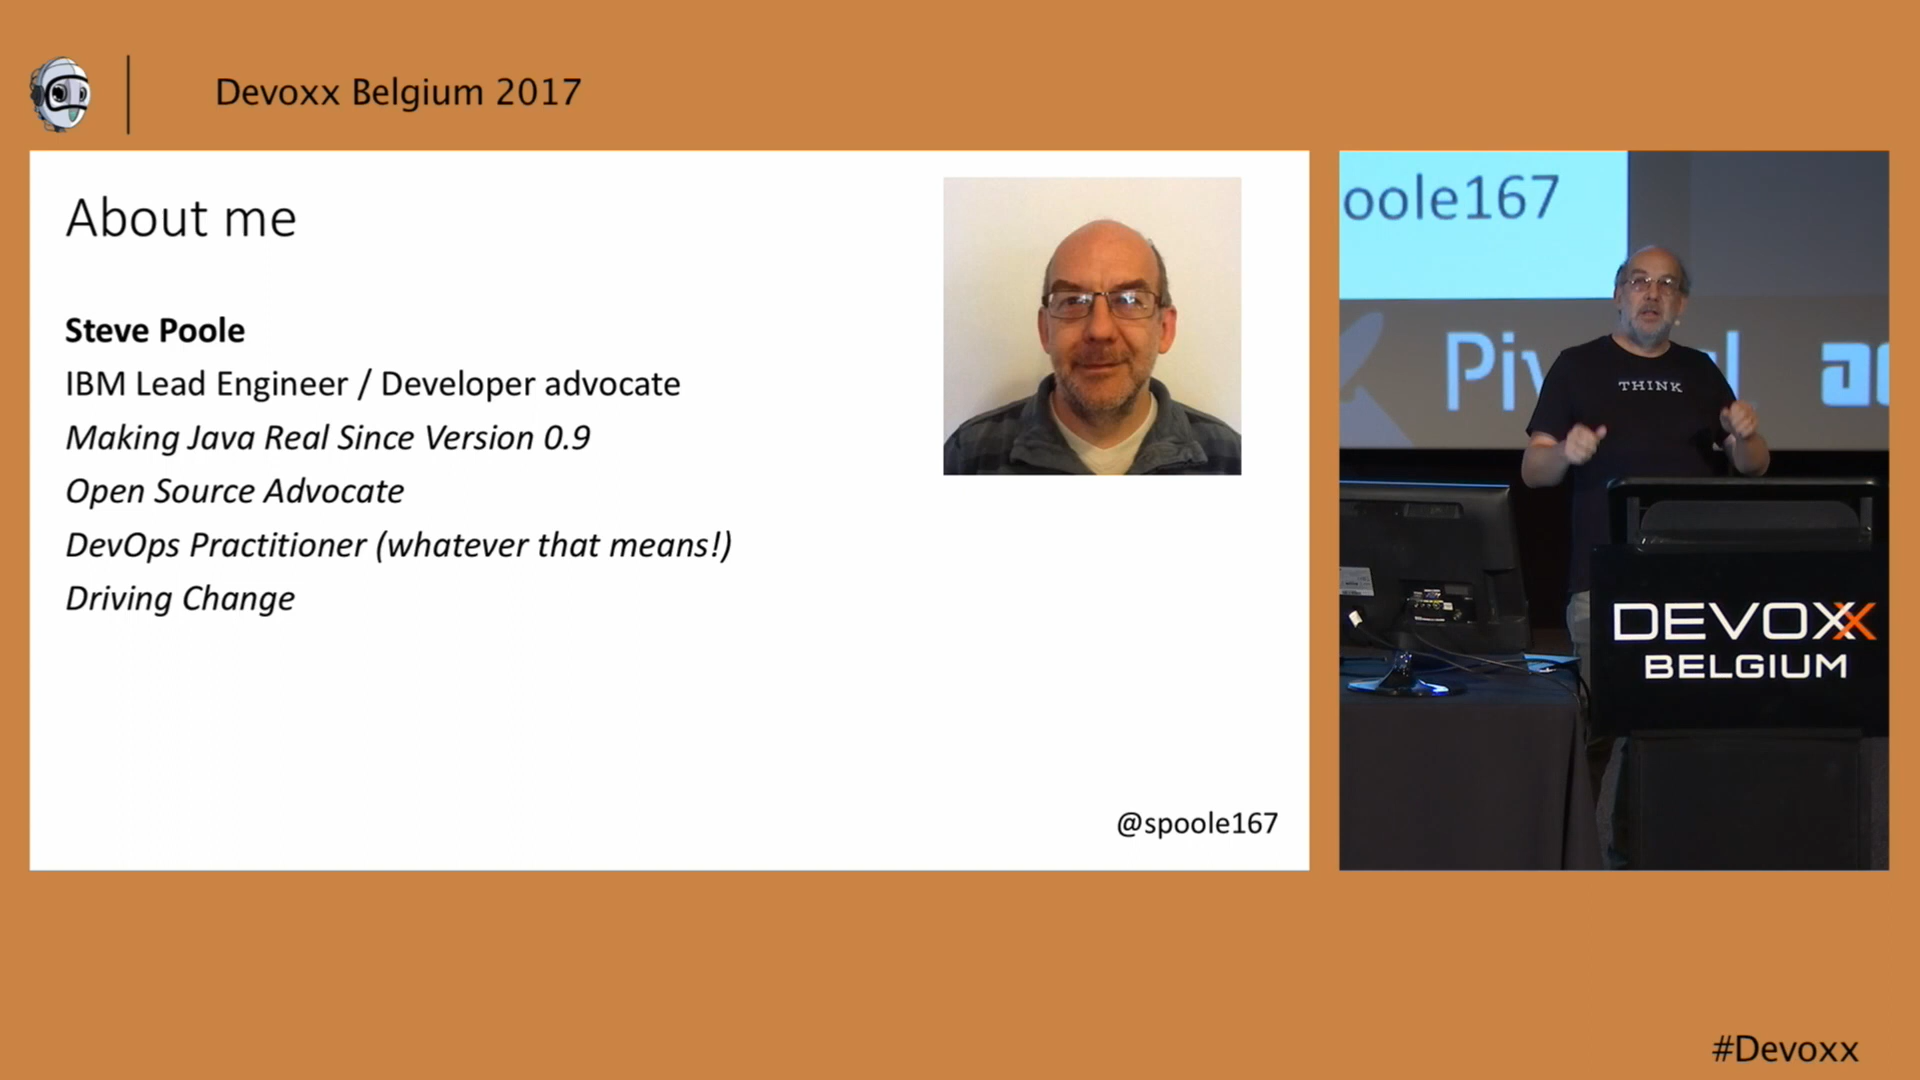 Devoxx Belgium 2017
About me
Steve Poole
IBM Lead Engineer / Developer advocate
Making Java Real Since Version 0.9
Open Source Advocate
DevOps Practitioner (whatever that means!)
Driving Change
@spoole167
oole167
THINK
DEVOXX
BELGIUM
#Devoxx